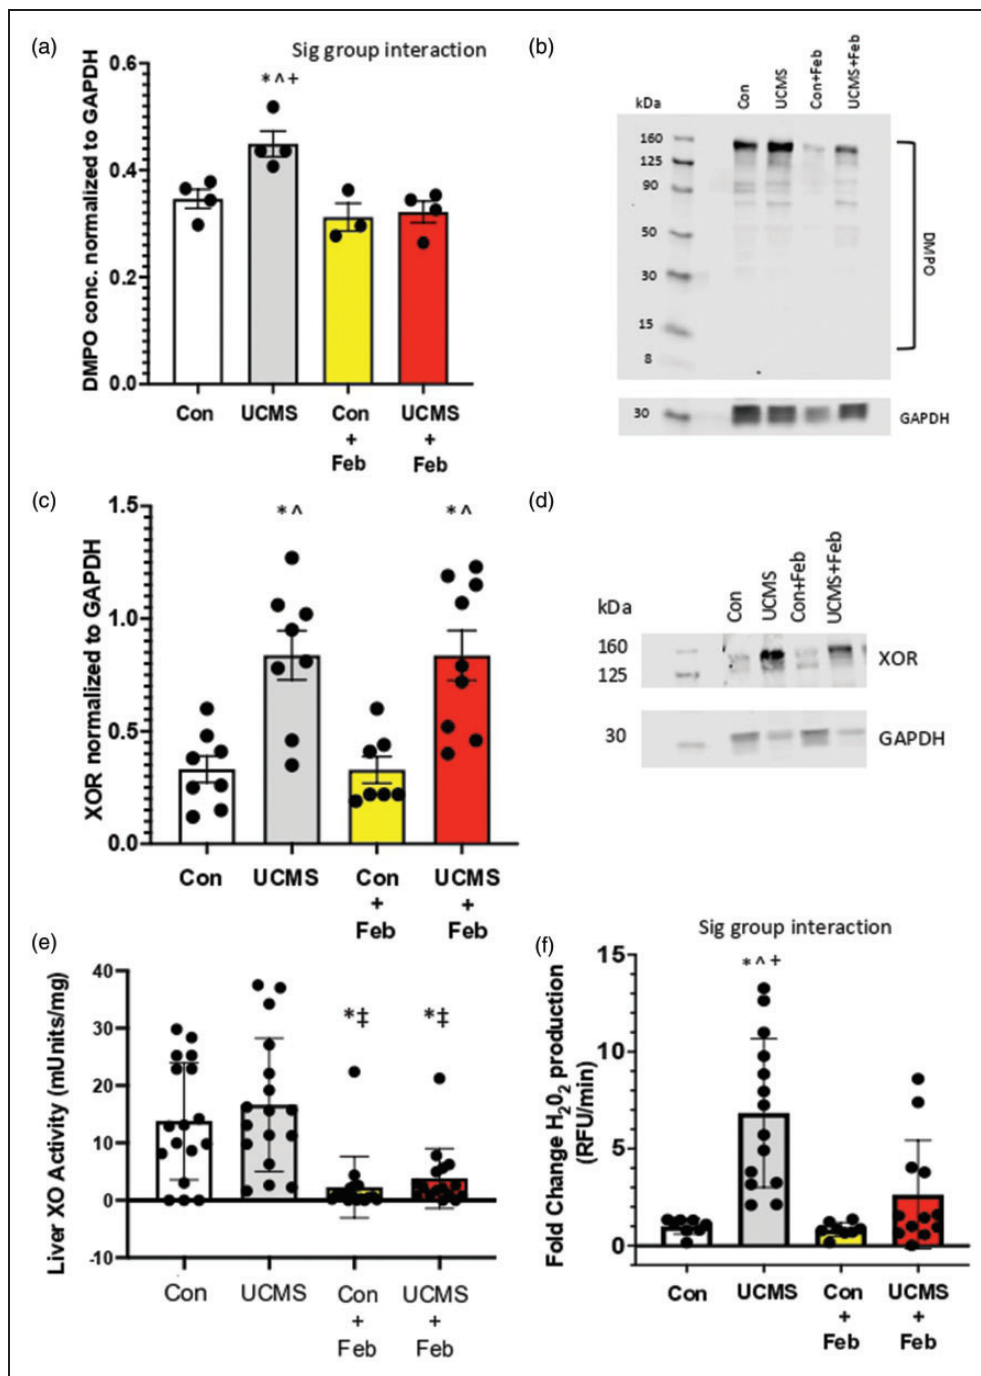 (a)
Sig group interaction
DMPO conc. normalized to GAPDH
0.6
0.4
0.2
0.0
*^+
Con
UCMS
Con
+
Feb
UCMS
+
Feb
(b)
kDa
Con
UCMS
Con+Feb
UCMS+Feb
160
125
90
50
30
15
8
DMPO
30
GAPDH
(c)
XOR normalized to GAPDH
1.5
1.0
0.5
0.0
*^
*^
Con
UCMS
Con
+
Feb
UCMS
+
Feb
(d)
kDa
Con
UCMS
Con+Feb
UCMS+Feb
160
125
XOR
30
GAPDH
(e)
Liver XO Activity (mUnits/mg)
40
30
20
10
0
-10
*‡
*‡
Con
UCMS
Con
+
Feb
UCMS
+
Feb
(f)
Sig group interaction
Fold Change H₂0₂ production
(RFU/min)
15
10
5
0
*^+
Con
UCMS
Con
+
Feb
UCMS
+
Feb